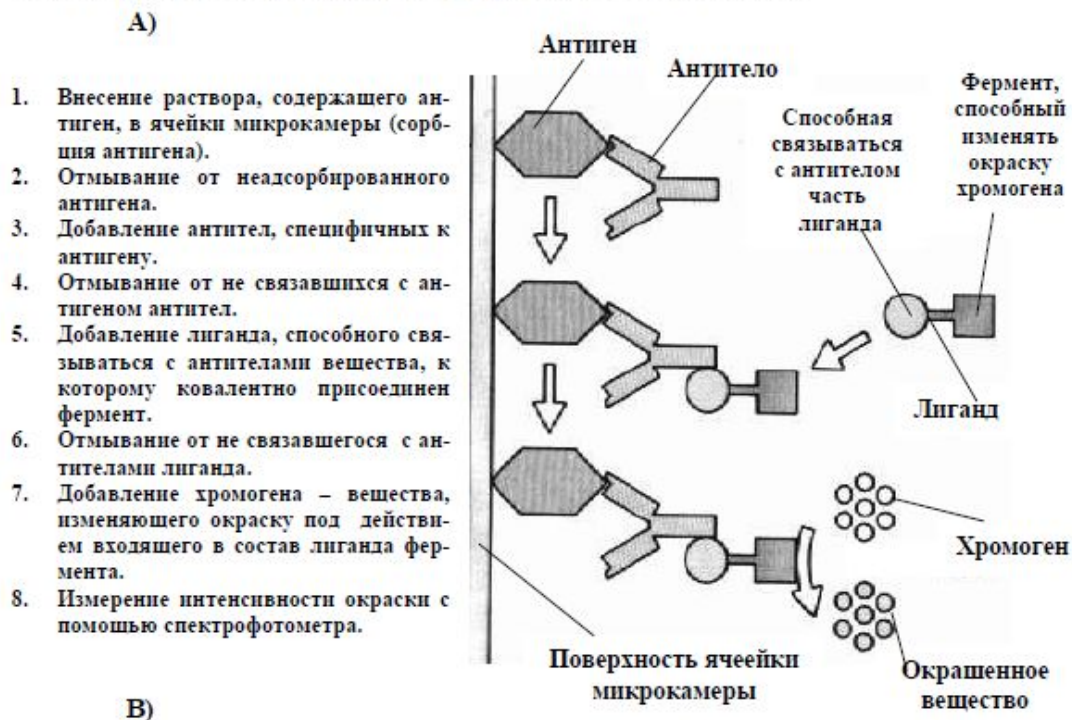 А)
1. Внесение раствора, содержащего ан-
тиген, в ячейки микрокамеры (сорб-
ция антигена).
2. Отмывание от неадсорбированного
антигена.
3. Добавление антител, специфичных к
антигену.
4. Отмывание от не связавшихся с ан-
тигеном антител.
5. Добавление лиганда, способного свя-
зываться с антителами вещества, к
которому ковалентно присоединен
фермент.
6. Отмывание от не связавшегося с ан-
тителами лиганда.
7. Добавление хромогена – вещества,
изменяющего окраску под действи-
ем входящего в состав лиганда фер-
мента.
8. Измерение интенсивности окраски с
помощью спектрофотометра.
В)
Антиген
Антитело
Способная
связываться
с антителом
часть
лиганда
Фермент,
способный
изменять
окраску
хромогена
Лиганд
Хромоген
Поверхность ячеейки
микрокамеры
Окрашенное
вещество